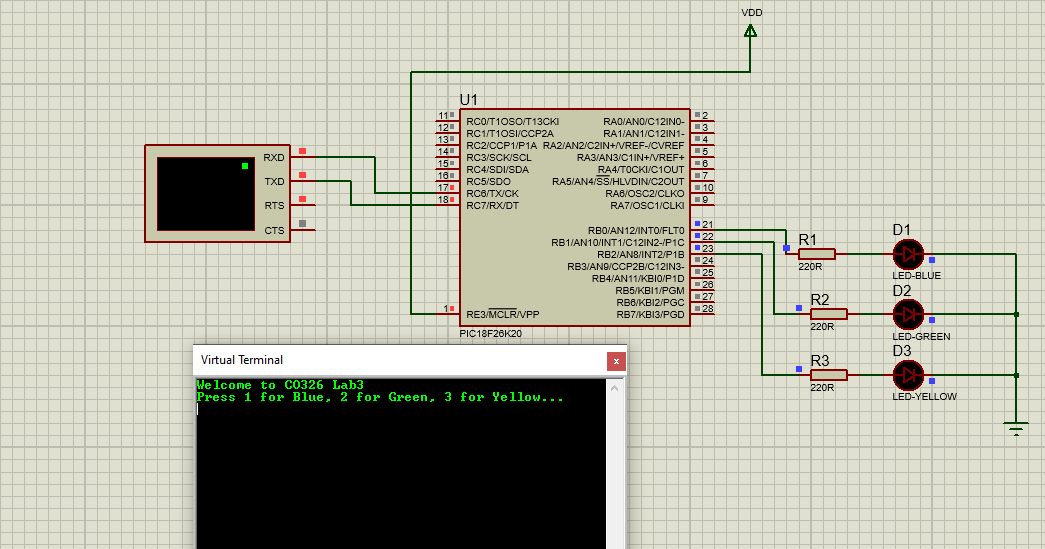 VDD
U1
11 RC0/T1OSO/T13CKI RA0/AN0/C12IN0- 2
12 RC1/T1OSI/CCP2A RA1/AN1/C12IN1- 3
13 RC2/CCP1/P1A RA2/AN2/C2IN+/VREF-/CVREF 4
14 RC3/SCK/SCL RA3/AN3/C1IN+/VREF+ 5
15 RC4/SDI/SDA RA4/T0CKI/C1OUT 6
16 RC5/SDO RA5/AN4/SS/HLVDIN/C2OUT 7
17 RC6/TX/CK RA6/OSC2/CLKO 10
18 RC7/RX/DT RA7/OSC1/CLKI 9
RXD
TXD
RTS
CTS
RB0/AN12/INT0/FLT0 21
RB1/AN10/INT1/C12IN2-/P1C 22
RB2/AN8/INT2/P1B 23
RB3/AN9/CCP2B/C12IN3- 24
RB4/AN11/KBI0/P1D 25
RB5/KBI1/PGM 26
RB6/KBI2/PGC 27
1 RE3/MCLR/VPP RB7/KBI3/PGD 28
PIC18F26K20
R1
220R
D1
LED-BLUE
R2
220R
D2
LED-GREEN
R3
220R
D3
LED-YELLOW
Virtual Terminal x
Welcome to CO326 Lab3
Press 1 for Blue, 2 for Green, 3 for Yellow...